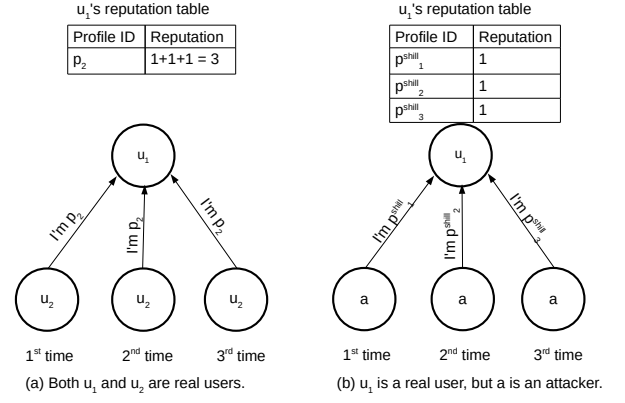 u1's reputation table
Profile ID Reputation
p2 1+1+1 = 3
u1
I'm p2
I'm p2
I'm p2
u2 u2 u2
1st time 2nd time 3rd time
(a) Both u1 and u2 are real users.
u1's reputation table
Profile ID Reputation
pshill1 1
pshill2 1
pshill3 1
u1
I'm pshill1
I'm pshill2
I'm pshill3
a a a
1st time 2nd time 3rd time
(b) u1 is a real user, but a is an attacker.